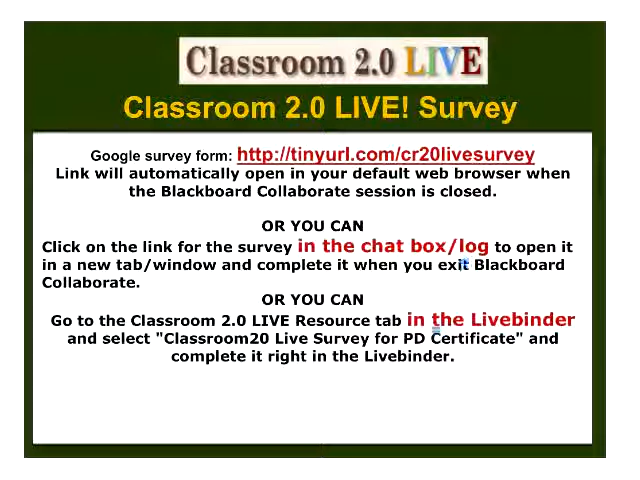 Classroom 2.0 LIVE
Classroom 2.0 LIVE! Survey
Google survey form: http://tinyurl.com/cr20livesurvey
Link will automatically open in your default web browser when
the Blackboard Collaborate session is closed.
OR YOU CAN
Click on the link for the survey in the chat box/log to open it
in a new tab/window and complete it when you exit Blackboard
Collaborate.
OR YOU CAN
Go to the Classroom 2.0 LIVE Resource tab in the Livebinder
and select "Classroom20 Live Survey for PD Certificate" and
complete it right in the Livebinder.